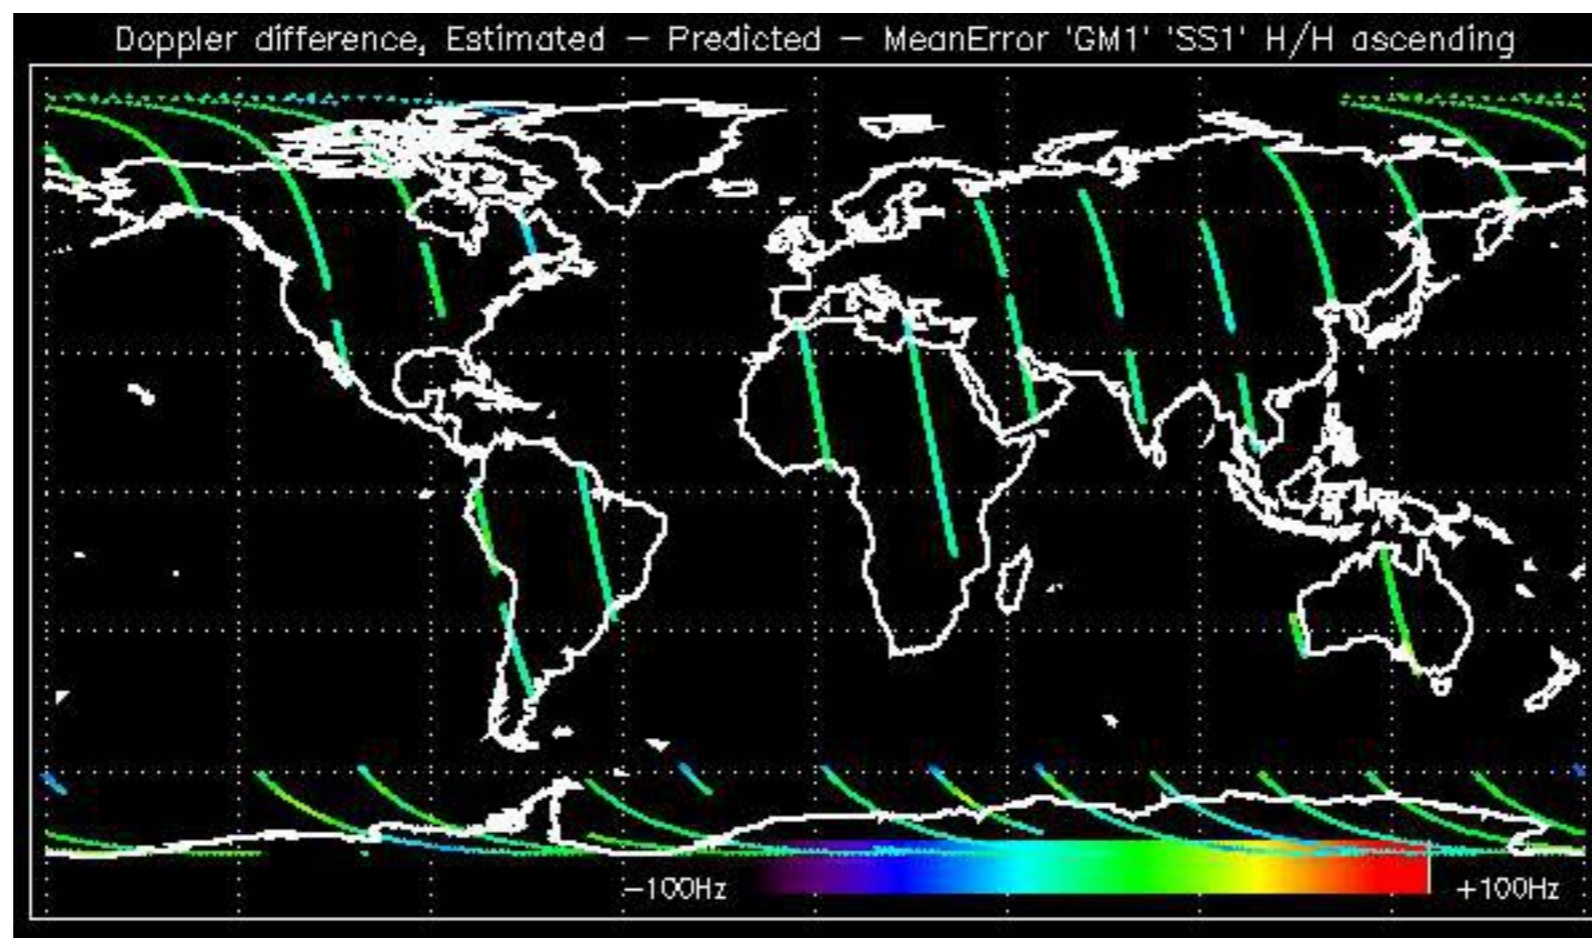 Doppler difference, Estimated – Predicted – MeanError 'GM1' 'SS1' H/H ascending
−100Hz
+100Hz